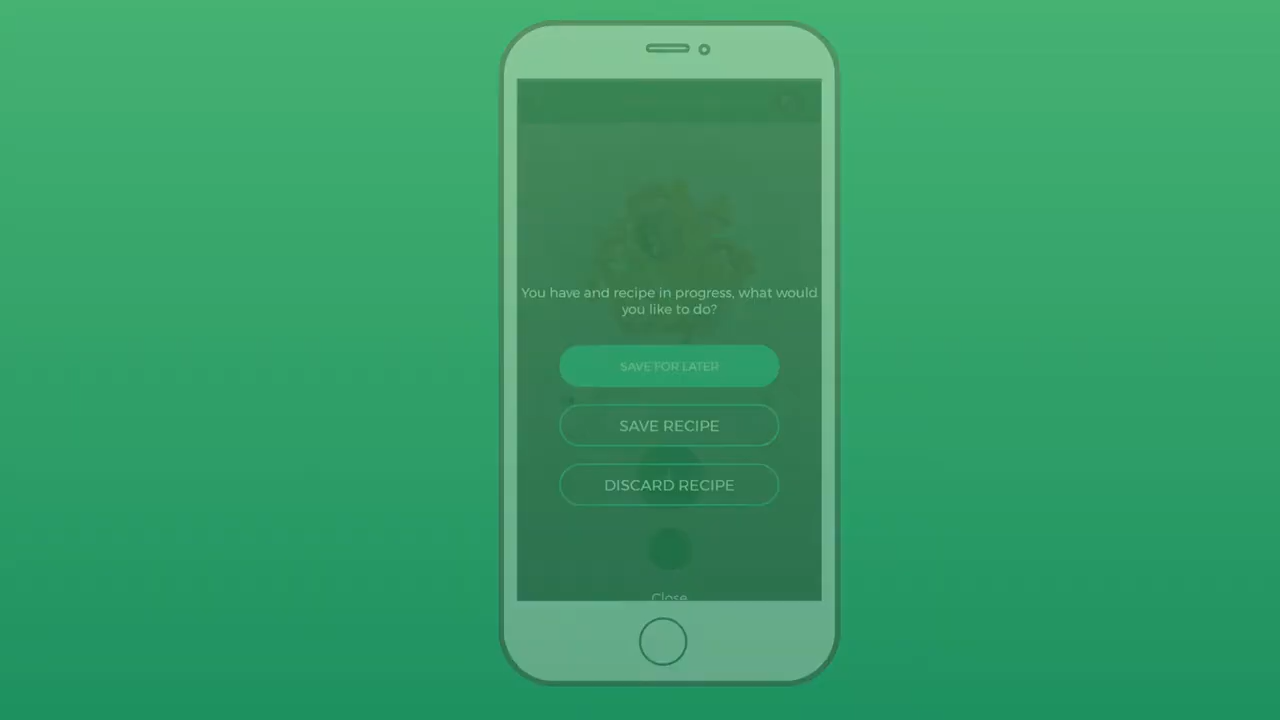 You have and recipe in progress, what would
you like to do?
SAVE FOR LATER
SAVE RECIPE
DISCARD RECIPE
Close